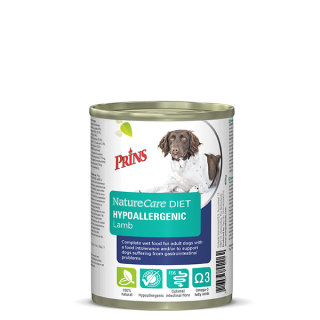 PRINS
NatureCare DIET
HYPOALLERGENIC
Lamb
Complete wet food for adult dogs with
a food intolerance and/or to support
dogs suffering from gastrointestinal
problems
100%
natural
Hypoallergenic
FOS
Optimal
intestinal flora
Ω3
Omega-3
fatty acids